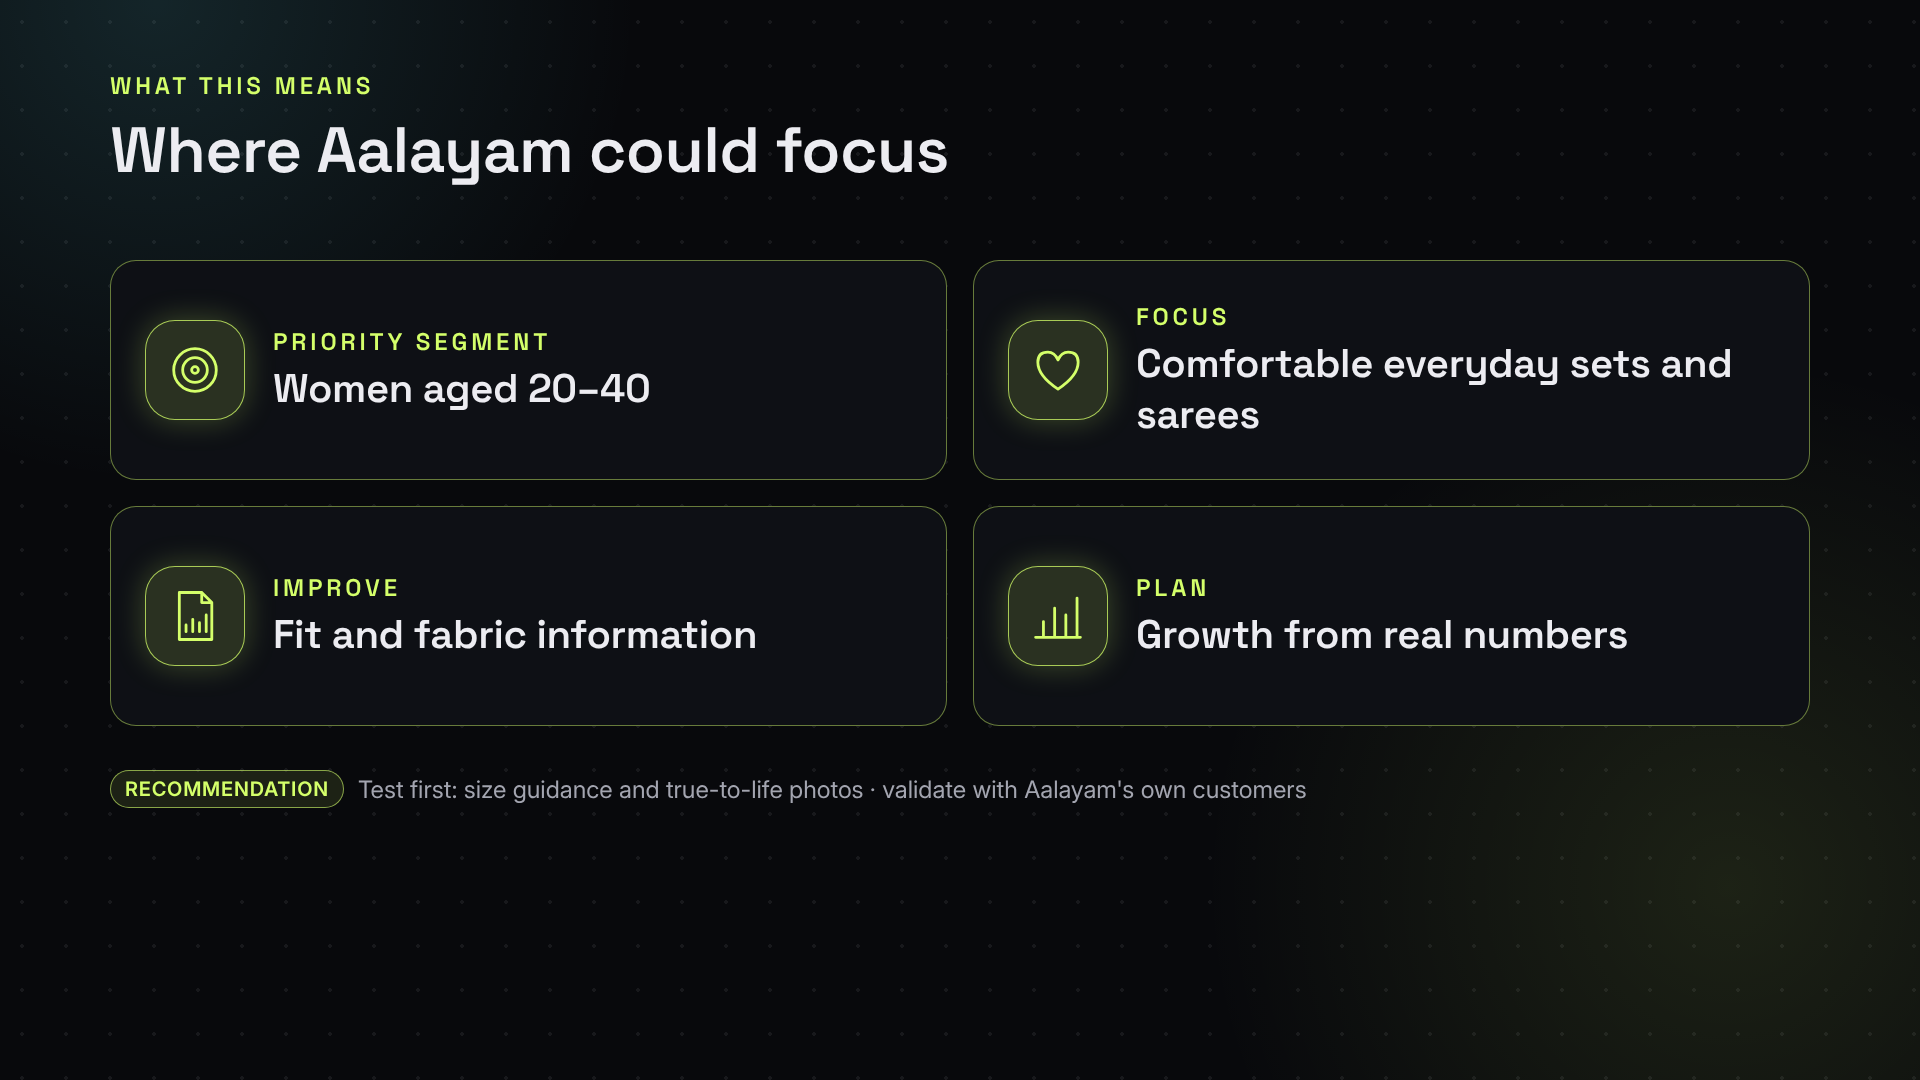 WHAT THIS MEANS
Where Aalayam could focus
PRIORITY SEGMENT
Women aged 20–40
FOCUS
Comfortable everyday sets and
sarees
IMPROVE
Fit and fabric information
PLAN
Growth from real numbers
RECOMMENDATION Test first: size guidance and true-to-life photos · validate with Aalayam's own customers